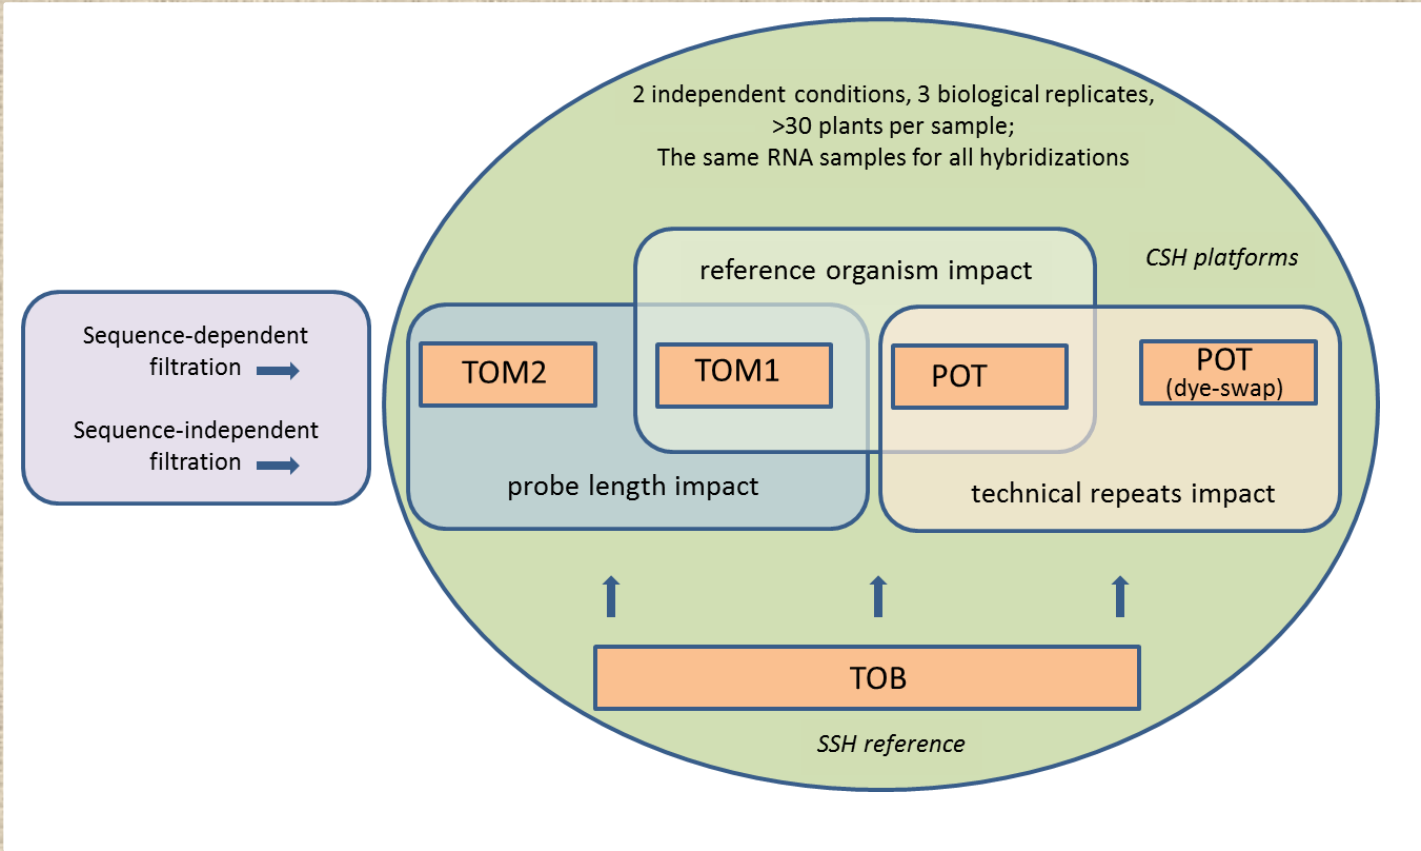 2 independent conditions, 3 biological replicates,
>30 plants per sample;
The same RNA samples for all hybridizations
CSH platforms
reference organism impact
Sequence-dependent
filtration
Sequence-independent
filtration
TOM2
TOM1
POT
POT
(dye-swap)
probe length impact
technical repeats impact
TOB
SSH reference